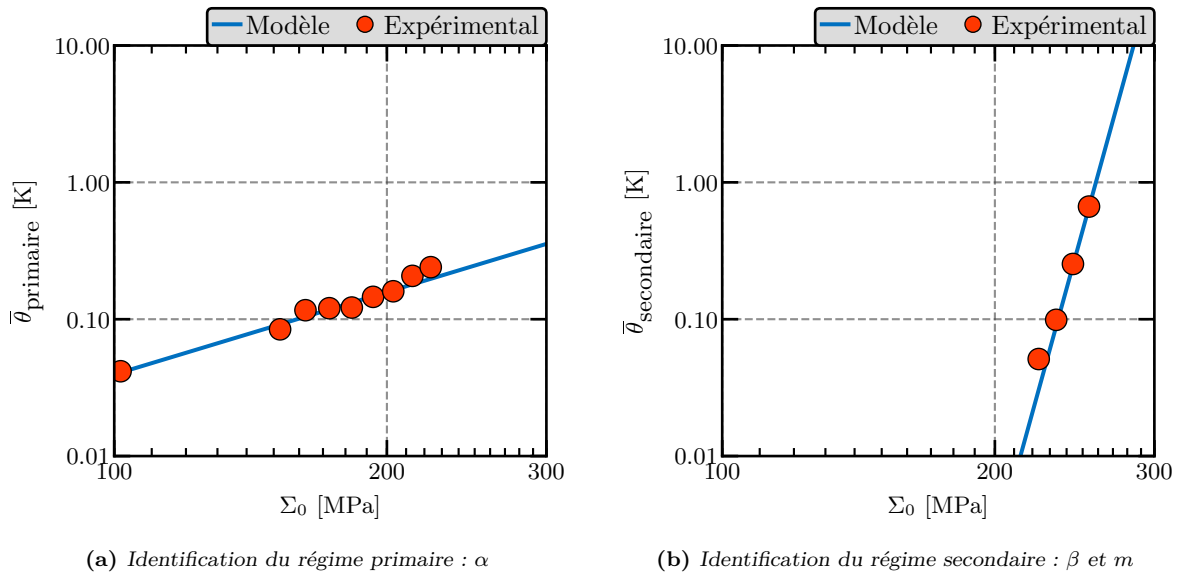 Modèle Expérimental
10.00
1.00
0.10
0.01
θ̅primaire [K]
100 200 300
Σ0 [MPa]
(a) Identification du régime primaire : α
Modèle Expérimental
10.00
1.00
0.10
0.01
θ̅secondaire [K]
100 200 300
Σ0 [MPa]
(b) Identification du régime secondaire : β et m